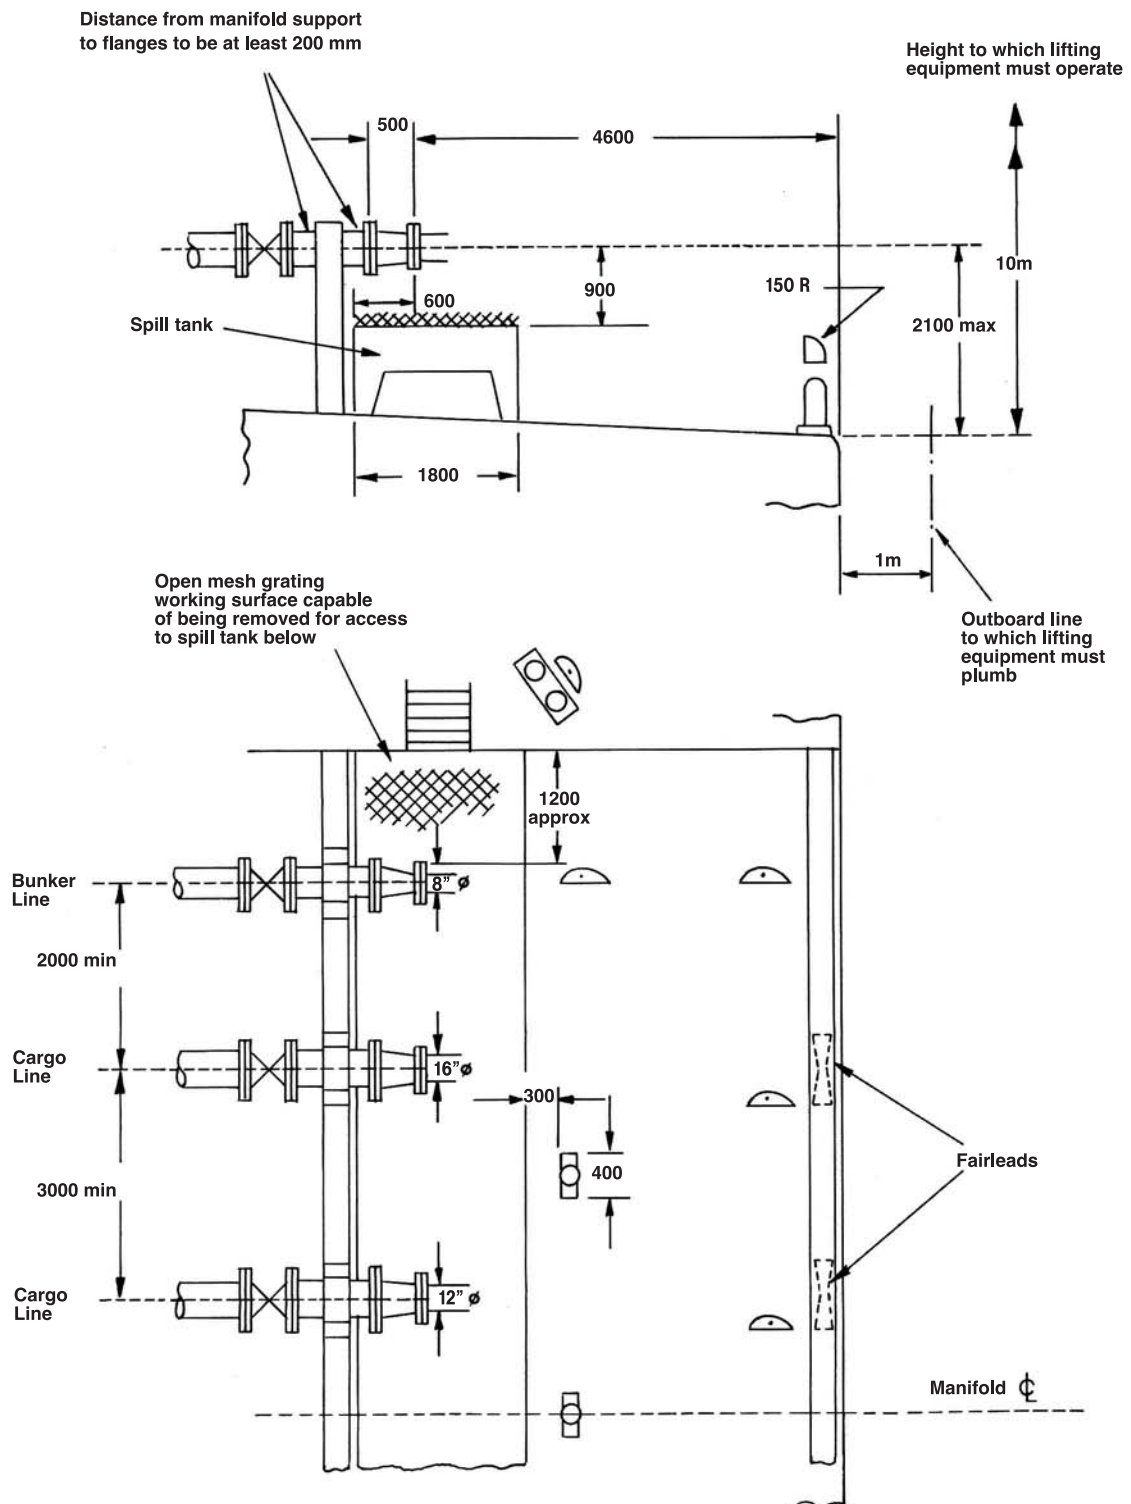 Distance from manifold support
to flanges to be at least 200 mm
Height to which lifting
equipment must operate
500
4600
10m
150 R
900
600
2100 max
Spill tank
1800
1m
Open mesh grating
working surface capable
of being removed for access
to spill tank below
Outboard line
to which lifting
equipment must
plumb
1200
approx
Bunker
Line
8” ø
2000 min
Cargo
Line
16” ø
300
400
3000 min
Fairleads
Cargo
Line
12” ø
Manifold ℄